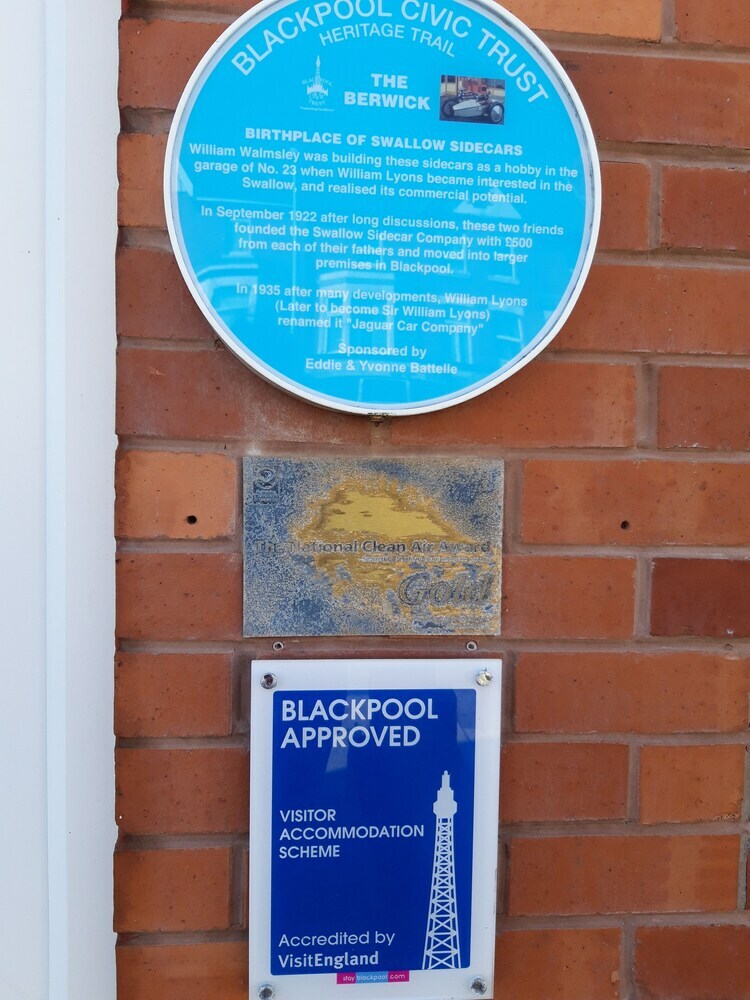 BLACKPOOL CIVIC TRUST
HERITAGE TRAIL
THE
BERWICK
BIRTHPLACE OF SWALLOW SIDECARS
William Walmsley was building these sidecars as a hobby in the
garage of No. 23 when William Lyons became interested in the
Swallow, and realised its commercial potential.
In September 1922 after long discussions, these two friends
founded the Swallow Sidecar Company with £500
from each of their fathers and moved into larger
premises in Blackpool.
In 1935 after many developments, William Lyons
(Later to become Sir William Lyons)
renamed it "Jaguar Car Company"
Sponsored by
Eddie & Yvonne Battelle
The National Clean Air Award
Gold
BLACKPOOL
APPROVED
VISITOR
ACCOMMODATION
SCHEME
Accredited by
VisitEngland
stayblackpool.com